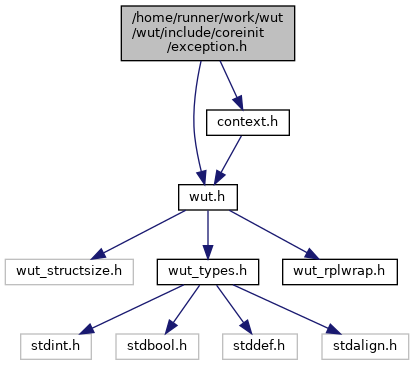 /home/runner/work/wut
/wut/include/coreinit
/exception.h
context.h
wut.h
wut_structsize.h
wut_types.h
wut_rplwrap.h
stdint.h
stdbool.h
stddef.h
stdalign.h